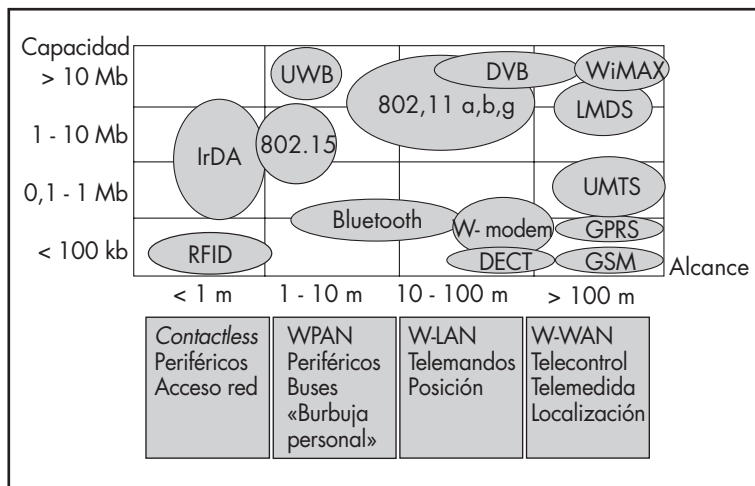 Capacidad
> 10 Mb
UWB
DVB
WiMAX
802,11 a,b,g
LMDS
1 - 10 Mb
802.15
IrDA
0,1 - 1 Mb
UMTS
Bluetooth
W- modem
GPRS
< 100 kb
RFID
DECT
GSM
Alcance
< 1 m
1 - 10 m
10 - 100 m
> 100 m
Contactless
Periféricos
Acceso red
WPAN
Periféricos
Buses
«Burbuja
personal»
W-LAN
Telemandos
Posición
W-WAN
Telecontrol
Telemedida
Localización